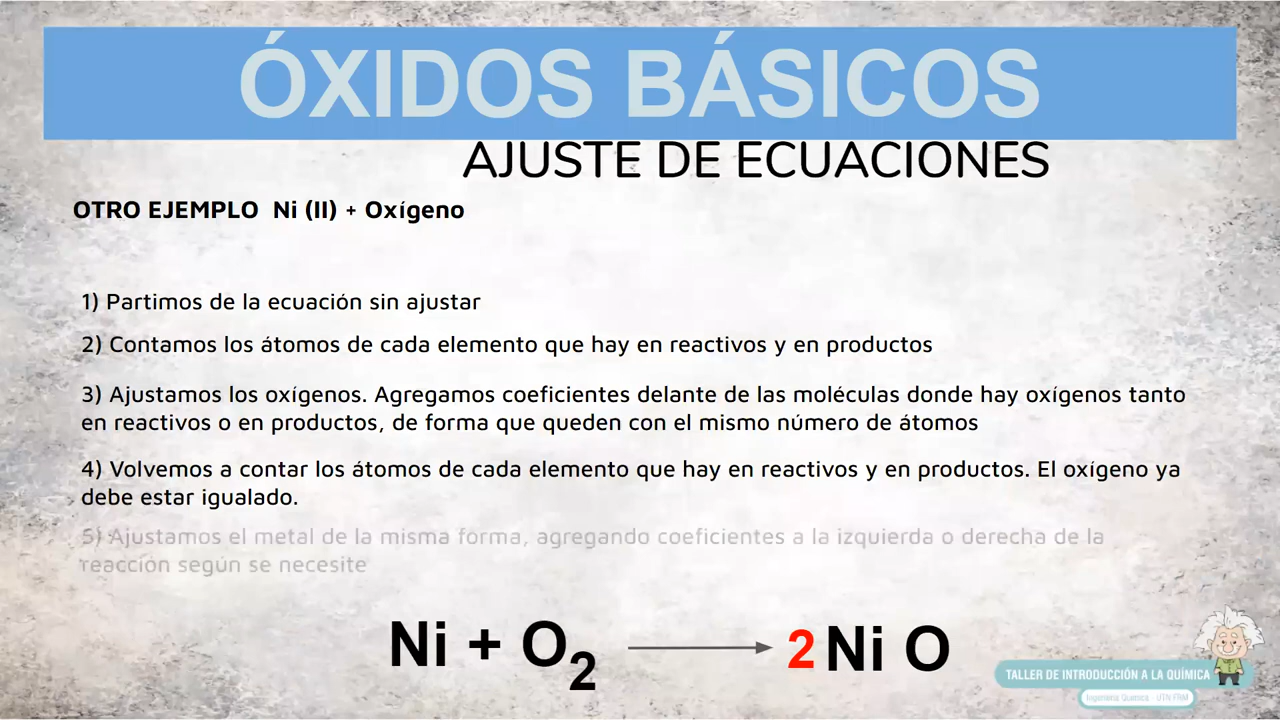 ÓXIDOS BÁSICOS
AJUSTE DE ECUACIONES
OTRO EJEMPLO Ni (II) + Oxígeno
1) Partimos de la ecuación sin ajustar
2) Contamos los átomos de cada elemento que hay en reactivos y en productos
3) Ajustamos los oxígenos. Agregamos coeficientes delante de las moléculas donde hay oxígenos tanto
en reactivos o en productos, de forma que queden con el mismo número de átomos
4) Volvemos a contar los átomos de cada elemento que hay en reactivos y en productos. El oxígeno ya
debe estar igualado.
5) Ajustamos el metal de la misma forma, agregando coeficientes a la izquierda o derecha de la
reacción según se necesite
Ni + O₂ → 2 Ni O
TALLER DE INTRODUCCIÓN A LA QUÍMICA
Ingeniería Química - UTN FRM